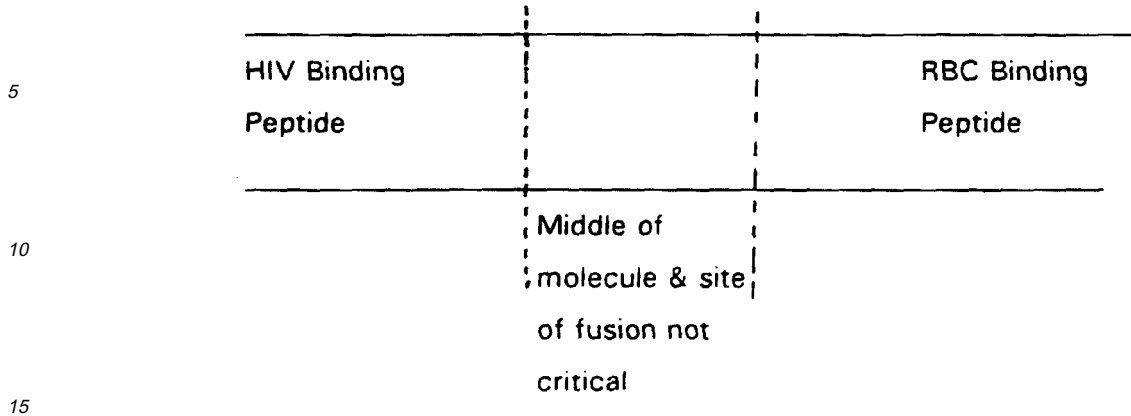 HIV Binding RBC Binding
5
Peptide Peptide
Middle of
10
molecule & site
of fusion not
critical
15